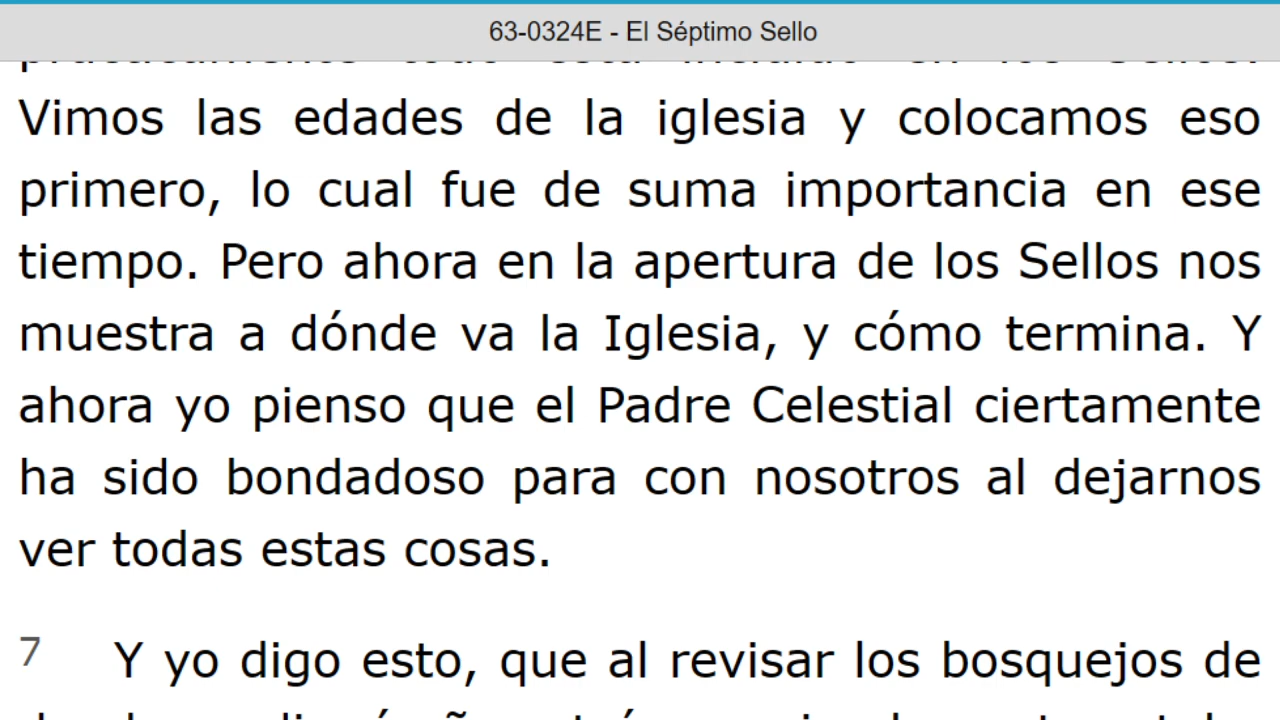 63-0324E - El Séptimo Sello
Vimos las edades de la iglesia y colocamos eso
primero, lo cual fue de suma importancia en ese
tiempo. Pero ahora en la apertura de los Sellos nos
muestra a dónde va la Iglesia, y cómo termina. Y
ahora yo pienso que el Padre Celestial ciertamente
ha sido bondadoso para con nosotros al dejarnos
ver todas estas cosas.
7 Y yo digo esto, que al revisar los bosquejos de